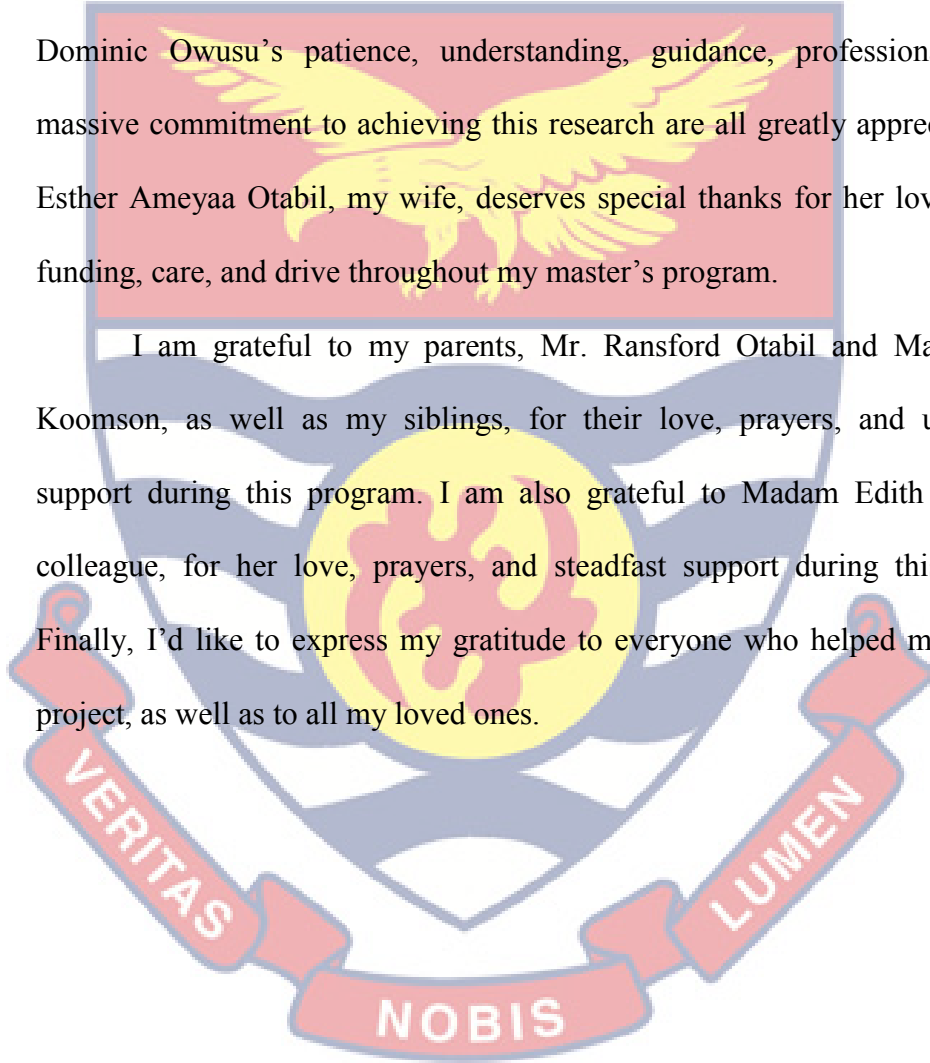 Dominic Owusu’s patience, understanding, guidance, profession
massive commitment to achieving this research are all greatly apprec
Esther Ameyaa Otabil, my wife, deserves special thanks for her lov
funding, care, and drive throughout my master’s program.
I am grateful to my parents, Mr. Ransford Otabil and Ma
Koomson, as well as my siblings, for their love, prayers, and u
support during this program. I am also grateful to Madam Edith
colleague, for her love, prayers, and steadfast support during thi
Finally, I’d like to express my gratitude to everyone who helped m
project, as well as to all my loved ones.
VERITAS
NOBIS
LUMEN